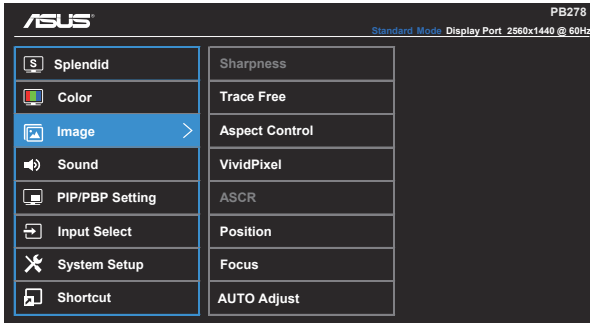 ASUS
PB278
Standard Mode Display Port 2560x1440 @ 60Hz
S Splendid
Color
Image
Sound
PIP/PBP Setting
Input Select
System Setup
Shortcut
Sharpness
Trace Free
Aspect Control
VividPixel
ASCR
Position
Focus
AUTO Adjust